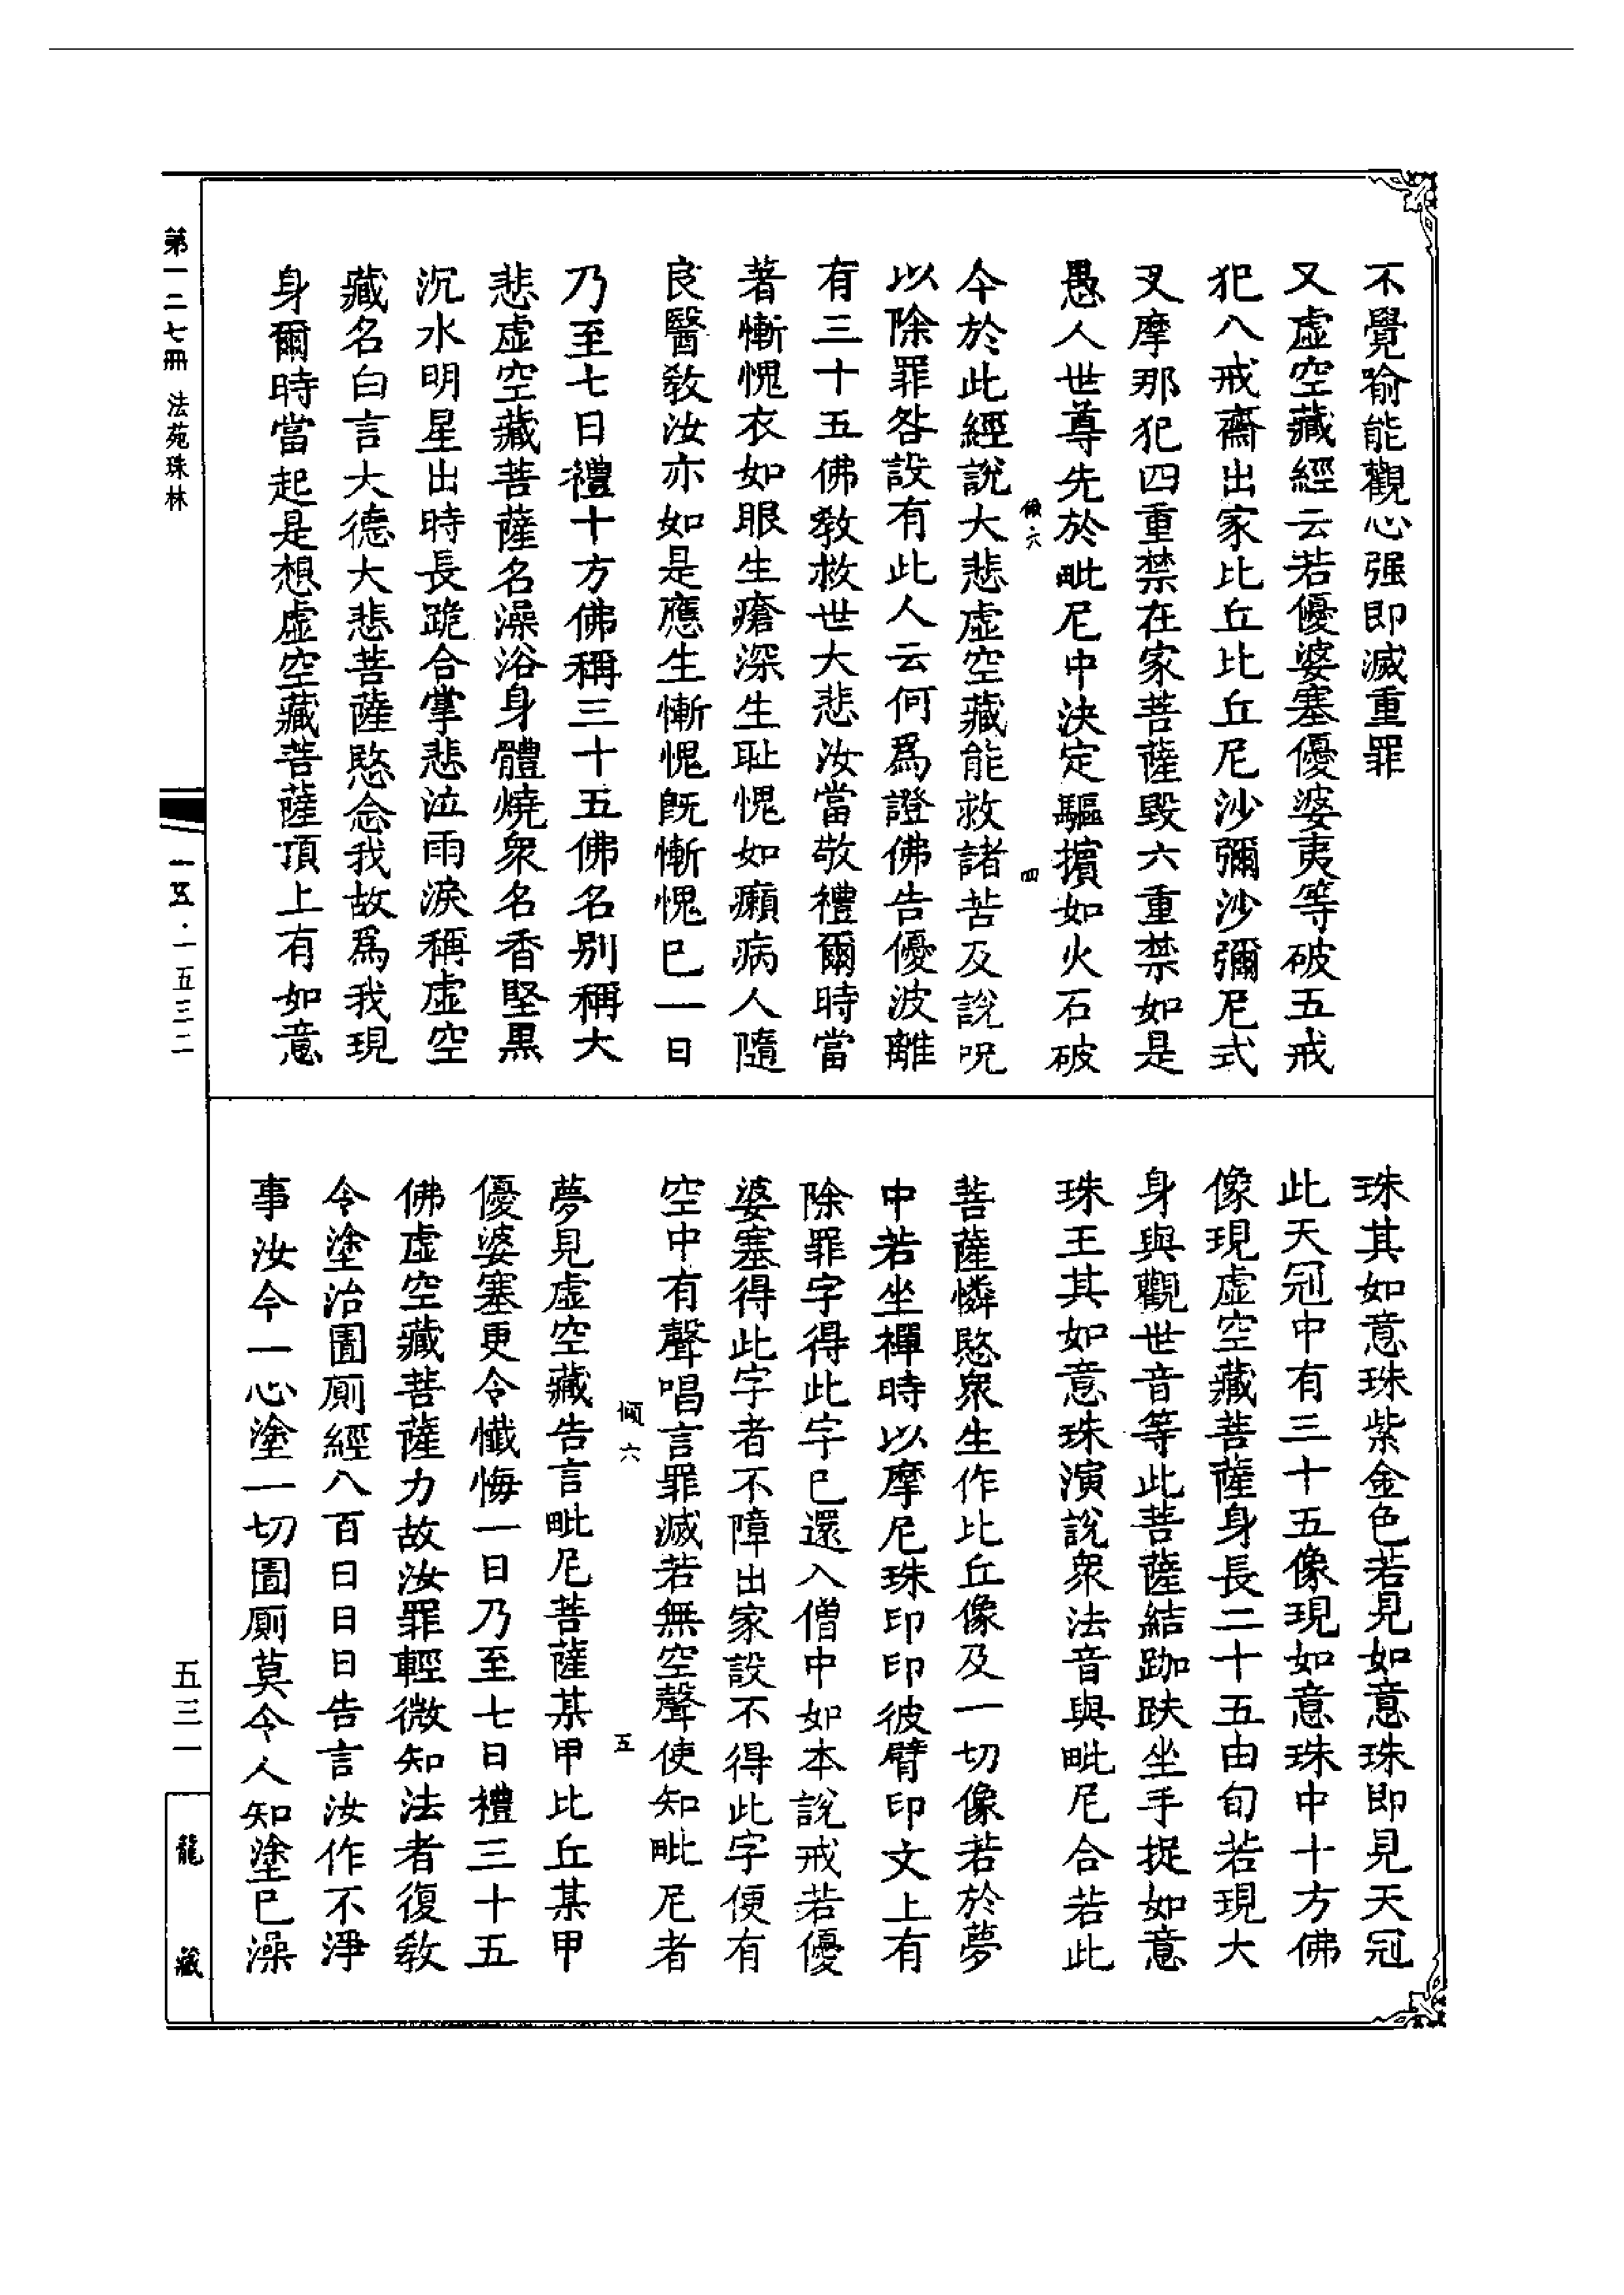 不覺喻能觀心强即滅重罪
又虛空藏經云若優婆塞優婆夷等破五戒
犯八戒齋出家比丘比丘尼沙彌沙彌尼式
叉摩那犯四重禁在家菩薩毀六重禁如是
愚人世尊先於毗尼中決定驅擯如火石破
傾六
四
今於此經說大悲虛空藏能救諸苦及說呪
以除罪咎設有此人云何爲證佛告優波離
有三十五佛敎救世大悲汝當敬禮爾時當
著慚愧衣如眼生瘡深生耻愧如癩病人隨
良醫敎汝亦如是應生慚愧旣慚愧已一日
乃至七日禮十方佛稱三十五佛名別稱大
悲虛空藏菩薩名澡浴身體燒衆名香堅黑
沉水明星出時長跪合掌悲泣雨淚稱虛空
藏名白言大德大悲菩薩愍念我故爲我現
身爾時當起是想虛空藏菩薩頂上有如意
珠其如意珠紫金色若見如意珠即見天冠
此天冠中有三十五像現如意珠中十方佛
像現虛空藏菩薩身長二十五由旬若現大
身與觀世音等此菩薩結跏趺坐手捉如意
珠王其如意珠演說衆法音與毗尼合若此
菩薩憐愍衆生作比丘像及一切像若於夢
中若坐禪時以摩尼珠印印彼臂印文上有
除罪字得此字已還入僧中如本說戒若優
婆塞得此字者不障出家設不得此字便有
空中有聲唱言罪滅若無空聲使知毗尼者
傾六
五
夢見虛空藏告言毗尼菩薩某甲比丘某甲
優婆塞更令懺悔一日乃至七日禮三十五
佛虛空藏菩薩力故汝罪輕微知法者復敎
令塗治圊廁經八百日日日告言汝作不淨
事汝今一心塗一切圊廁莫令人知塗已澡
第一二七冊 法苑珠林
一五·一五三二
五三一
龍藏